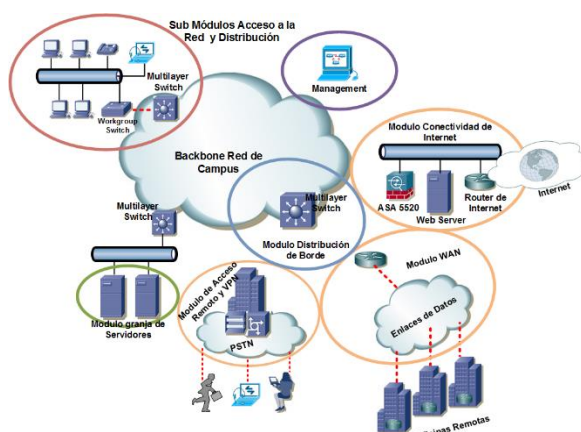 Sub Módulos Acceso a la
Red y Distribución
Multilayer
Switch
Workgroup
Switch
Management
Backbone Red de
Campus
Modulo Conectividad de
Internet
ASA 5520
Web Server
Router de
Internet
Internet
Multilayer
Switch
Multilayer
Switch
Modulo Distribución
de Borde
Modulo granja de
Servidores
Modulo de Acceso
Remoto y VPN
PSTN
Modulo WAN
Enlaces de Datos
Remotas